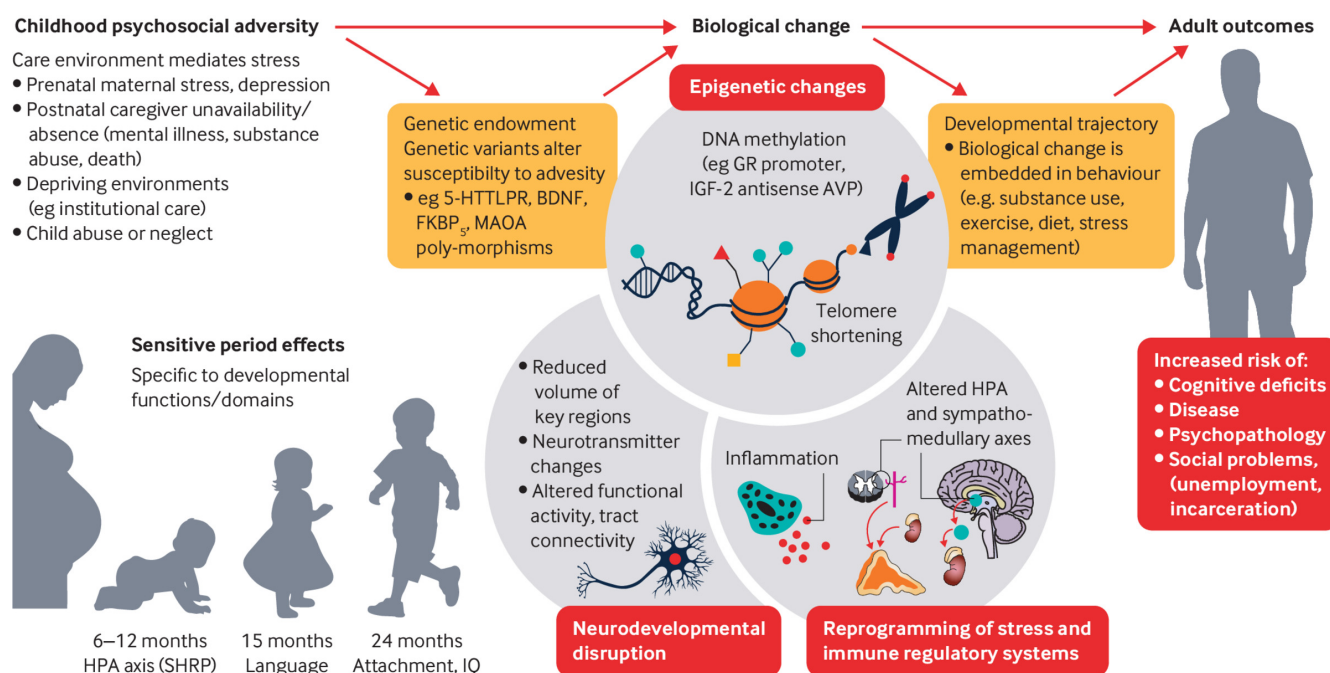 Childhood psychosocial adversity
Care environment mediates stress
• Prenatal maternal stress, depression
• Postnatal caregiver unavailability/
absence (mental illness, substance
abuse, death)
• Depriving environments
(eg institutional care)
• Child abuse or neglect
Genetic endowment
Genetic variants alter
susceptibilty to advesity
• eg 5-HTTLPR, BDNF,
FKBP5, MAOA
poly-morphisms
Biological change
Epigenetic changes
DNA methylation
(eg GR promoter,
IGF-2 antisense AVP)
Telomere
shortening
Developmental trajectory
• Biological change is
embedded in behaviour
(e.g. substance use,
exercise, diet, stress
management)
Adult outcomes
Sensitive period effects
Specific to developmental
functions/domains
6–12 months
HPA axis (SHRP)
15 months
Language
24 months
Attachment, IQ
• Reduced
volume of
key regions
• Neurotransmitter
changes
• Altered functional
activity, tract
connectivity
Neurodevelopmental
disruption
Inflammation
Altered HPA
and sympatho-
medullary axes
Reprogramming of stress and
immune regulatory systems
Increased risk of:
• Cognitive deficits
• Disease
• Psychopathology
• Social problems,
(unemployment,
incarceration)